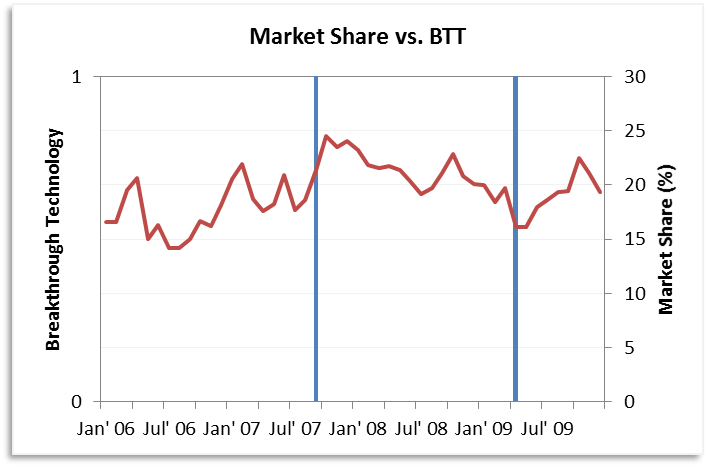 Market Share vs. BTT
Breakthrough Technology
1
0
30
25
20
15
10
5
0
Market Share (%)
Jan' 06 Jul' 06 Jan' 07 Jul' 07 Jan' 08 Jul' 08 Jan' 09 Jul' 09